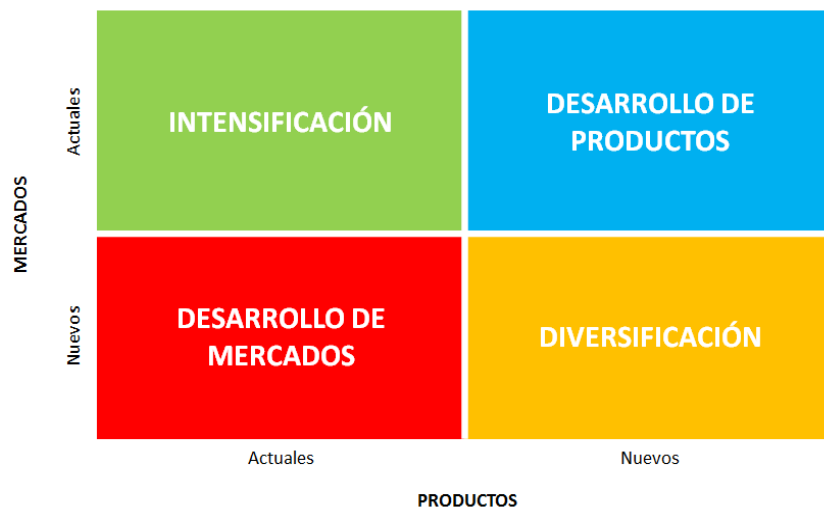 INTENSIFICACIÓN
DESARROLLO DE
PRODUCTOS
Actuales
MERCADOS
Nuevos
DESARROLLO DE
MERCADOS
DIVERSIFICACIÓN
Actuales
Nuevos
PRODUCTOS